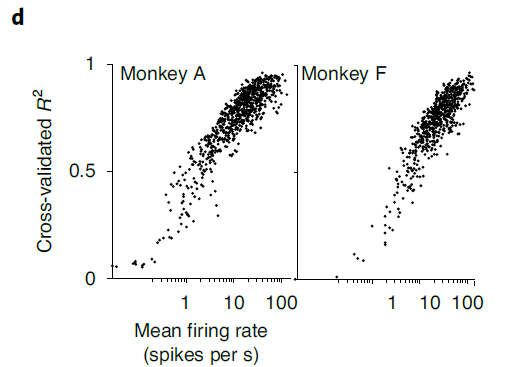 d
1
Monkey A
Monkey F
Cross-validated R²
0.5
0
1 10 100
1 10 100
Mean firing rate
(spikes per s)